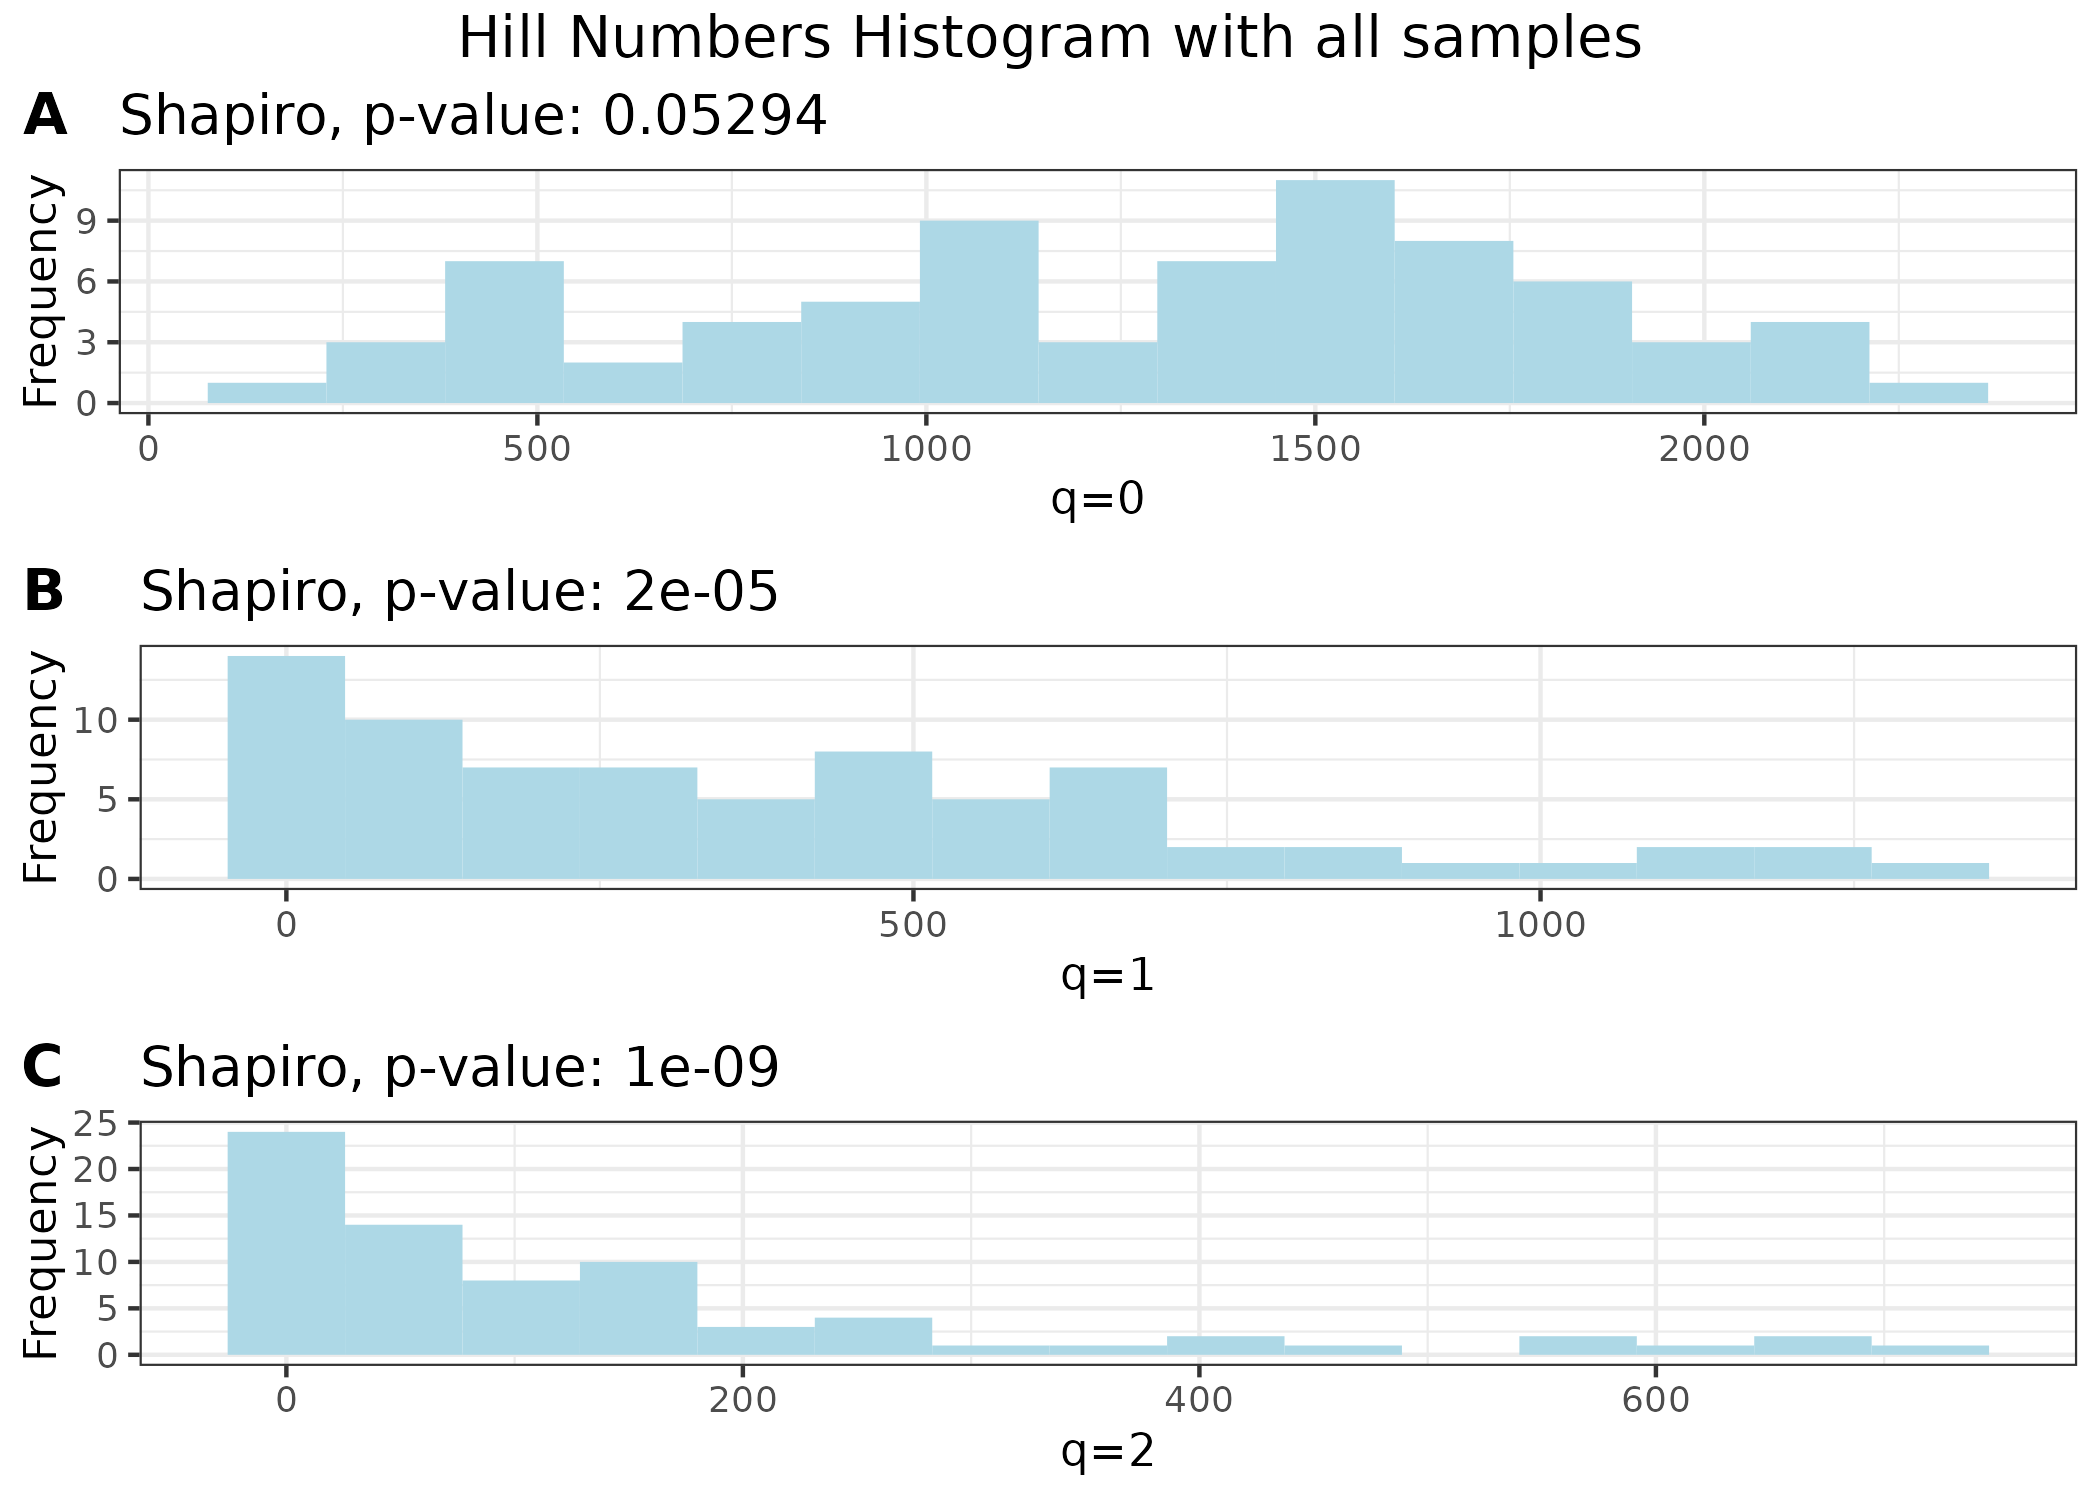 Hill Numbers Histogram with all samples
A Shapiro, p-value: 0.05294
Frequency
9
6
3
0
0 500 1000 1500 2000
q=0
B Shapiro, p-value: 2e-05
Frequency
10
5
0
0 500 1000
q=1
C Shapiro, p-value: 1e-09
Frequency
25
20
15
10
5
0
0 200 400 600
q=2